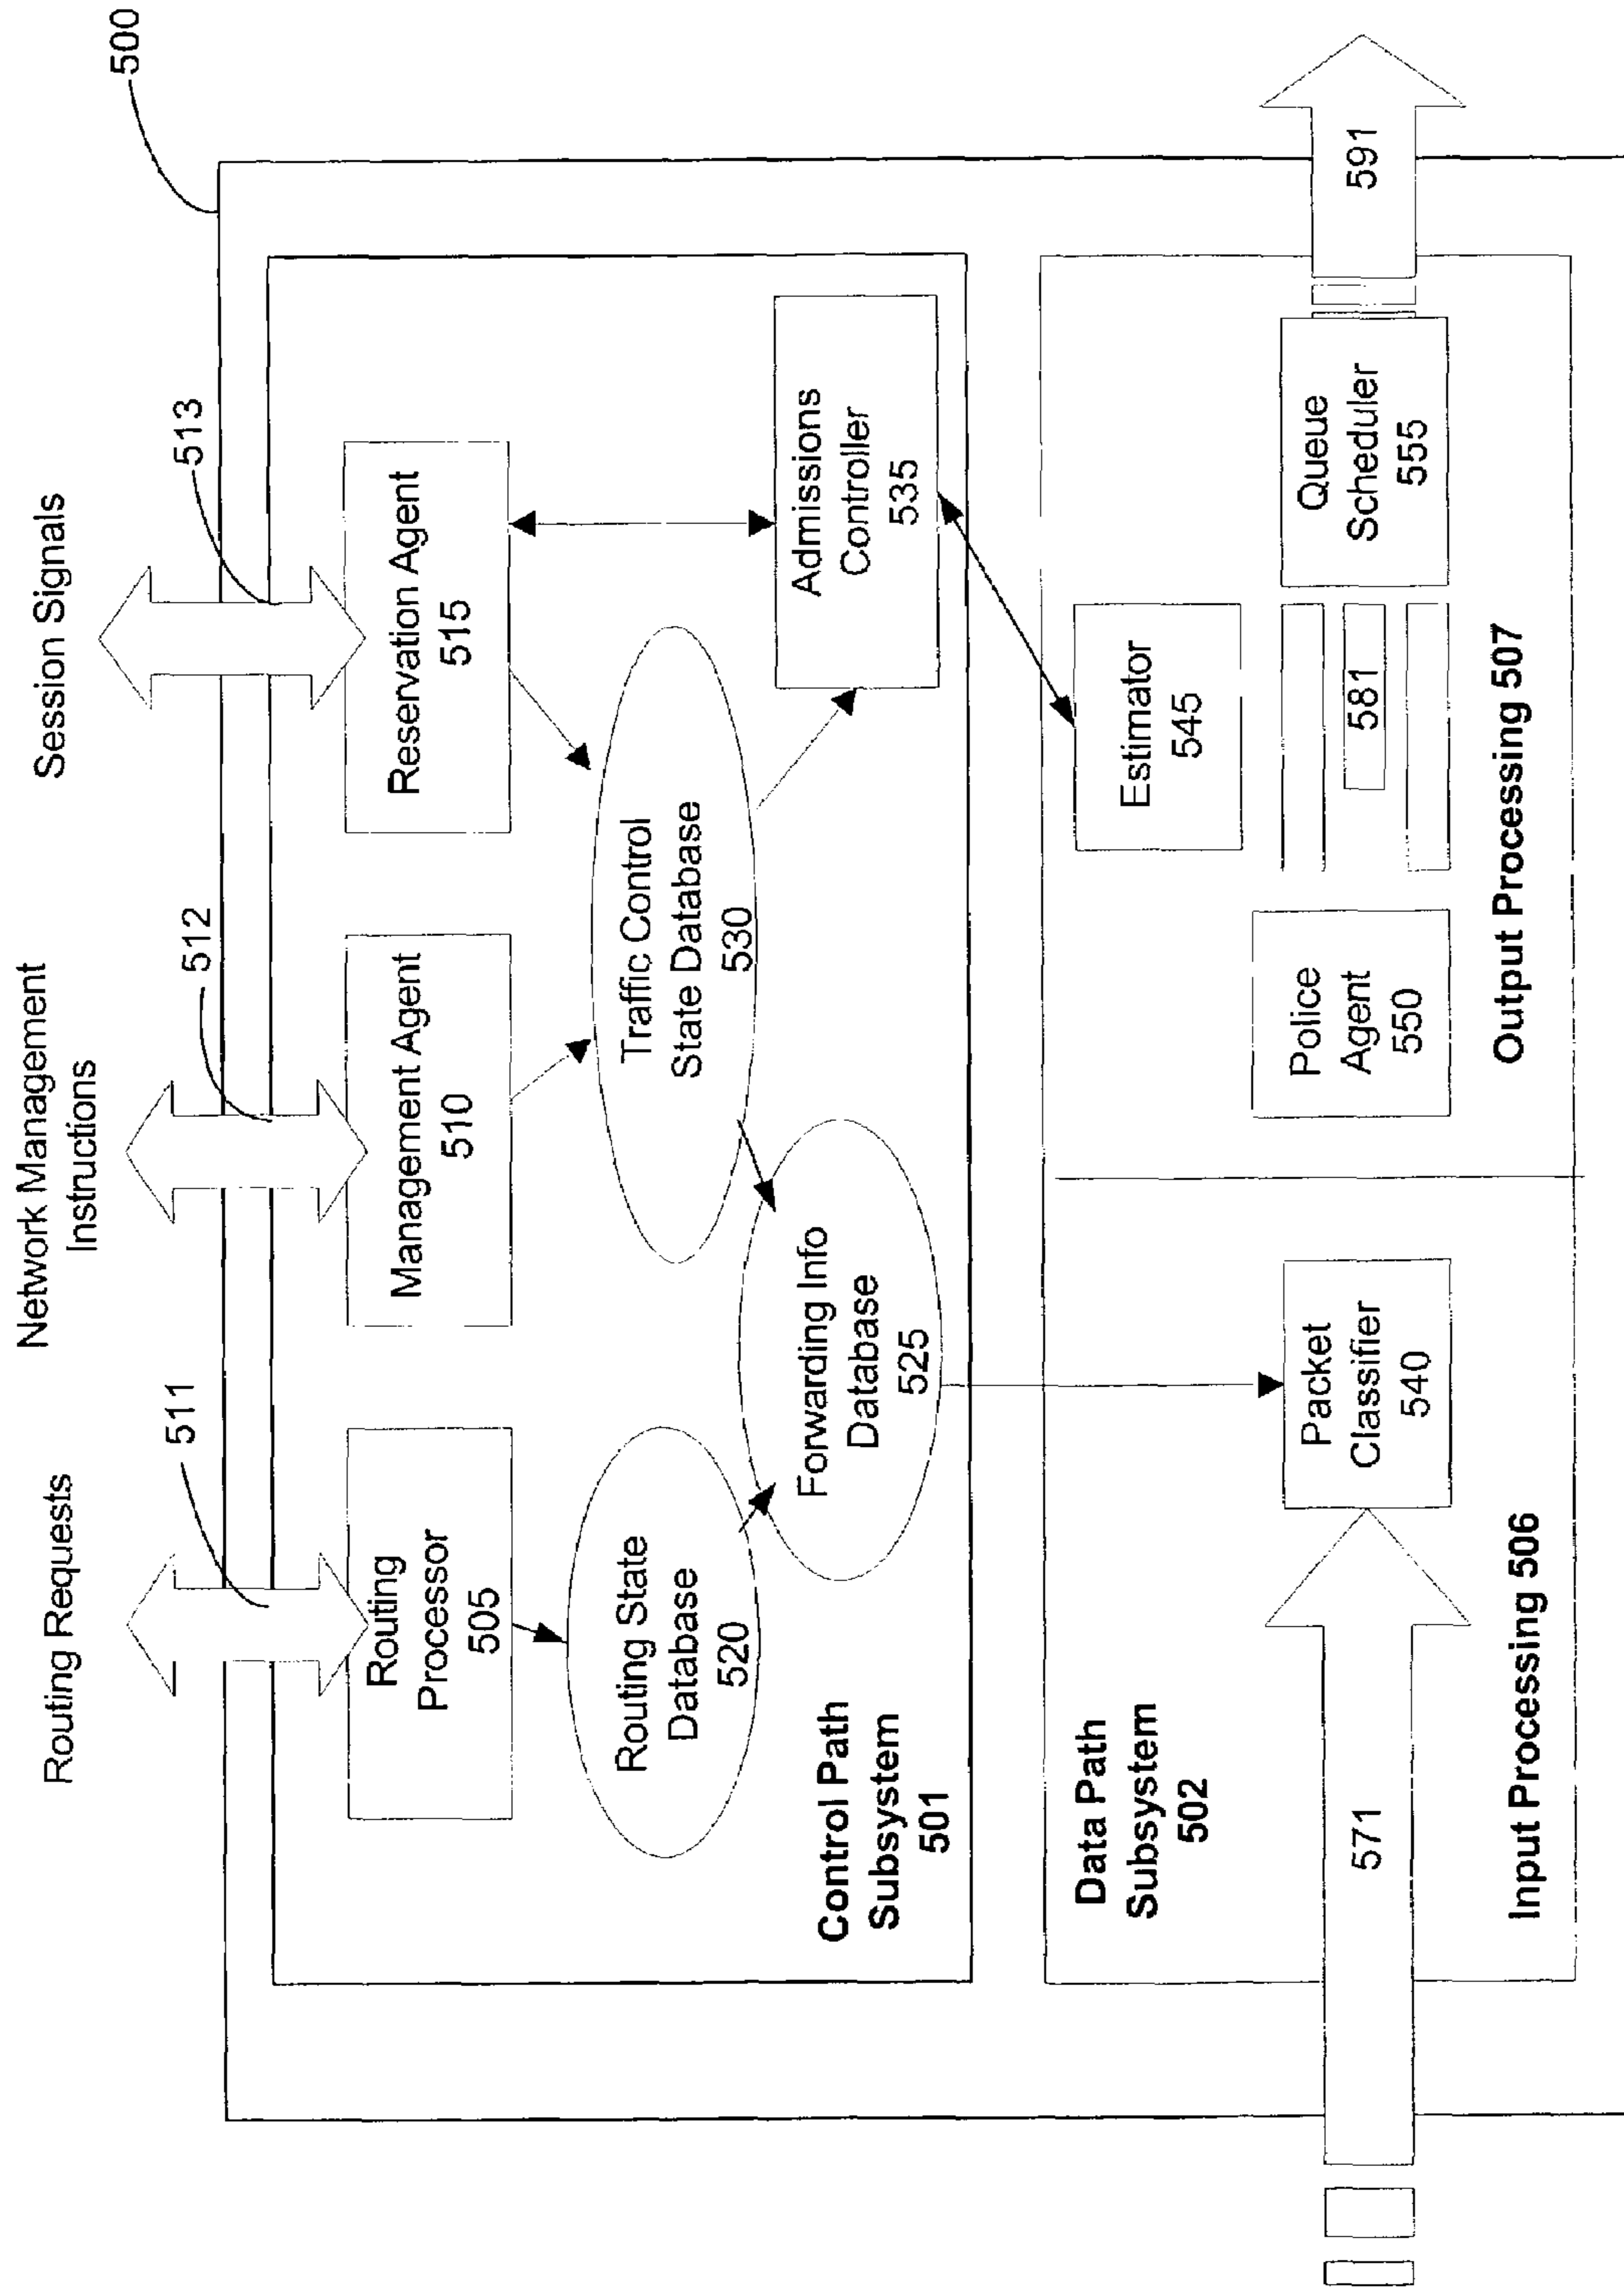 500
Routing Requests
Network Management
Instructions
Session Signals
511
512
513
Routing
Processor
505
Management Agent
510
Reservation Agent
515
Routing State
Database
520
Traffic Control
State Database
530
Forwarding Info
Database
525
Admissions
Controller
535
Control Path
Subsystem
501
Data Path
Subsystem
502
Estimator
545
571
Packet
Classifier
540
Police
Agent
550
581
Queue
Scheduler
555
591
Input Processing 506
Output Processing 507